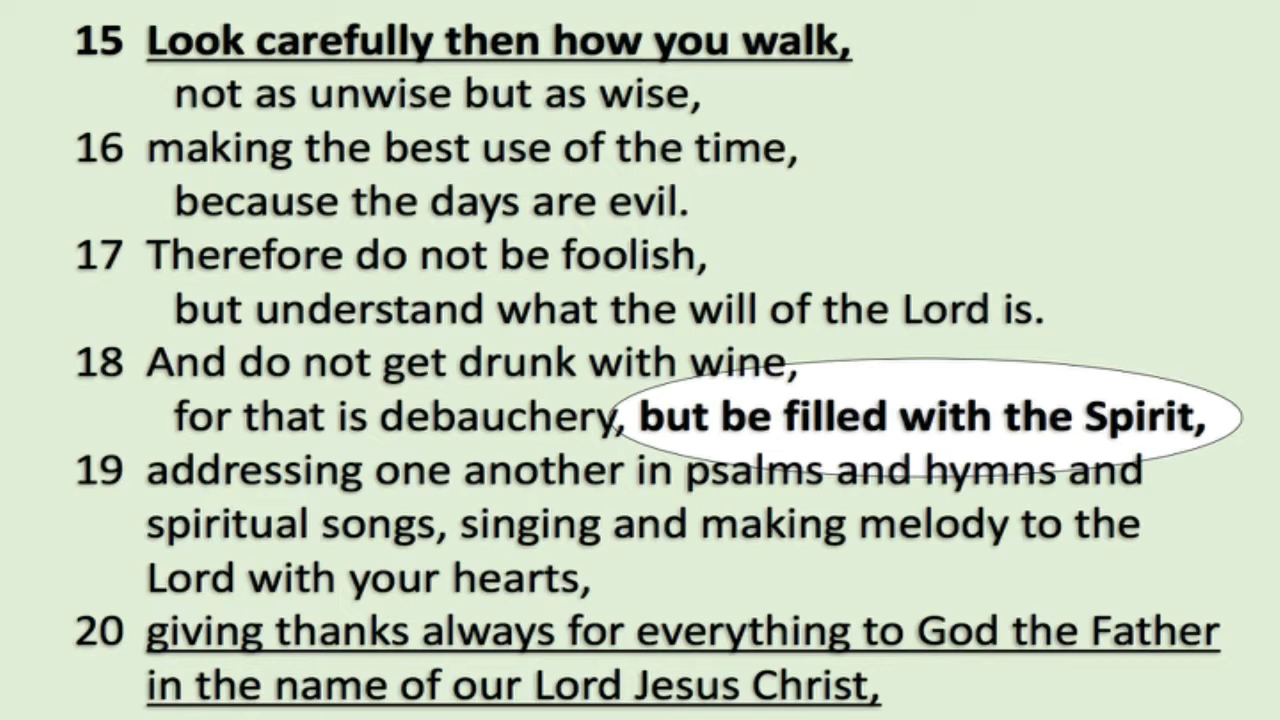 15 Look carefully then how you walk,
not as unwise but as wise,
16 making the best use of the time,
because the days are evil.
17 Therefore do not be foolish,
but understand what the will of the Lord is.
18 And do not get drunk with wine,
for that is debauchery, but be filled with the Spirit,
19 addressing one another in psalms and hymns and
spiritual songs, singing and making melody to the
Lord with your hearts,
20 giving thanks always for everything to God the Father
in the name of our Lord Jesus Christ,